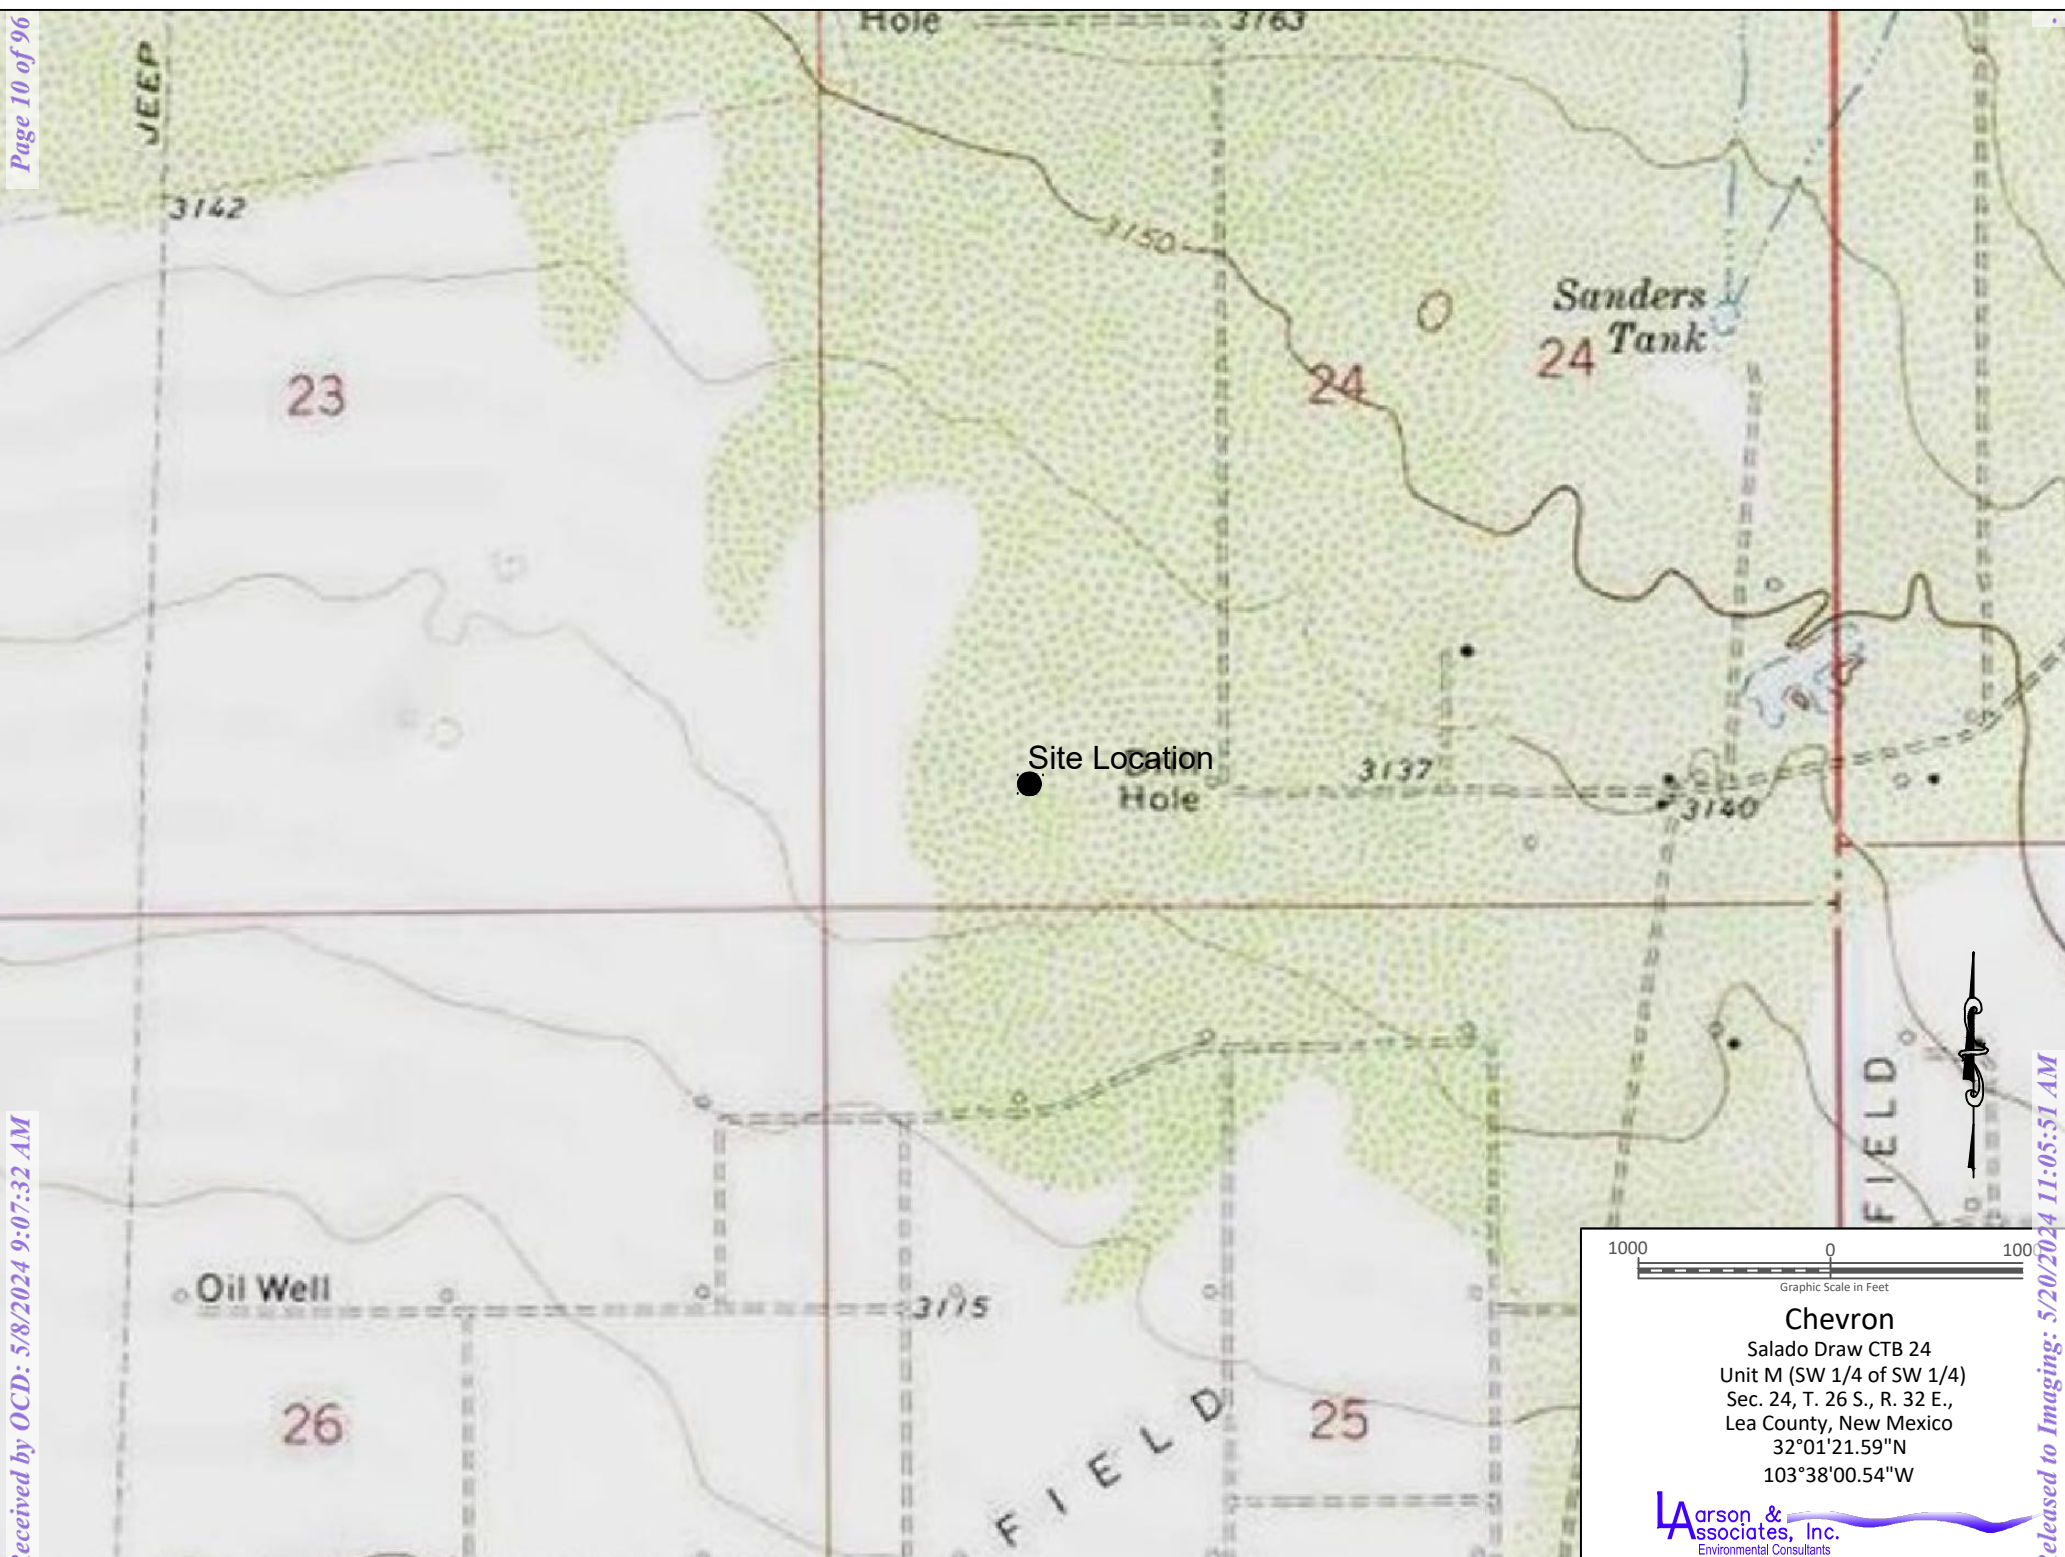 Page 10 of 96
Hole
3163
JEEP
3142
3150
Sanders
Tank
23
24
24
Site Location
Drill
Hole
3137
3140
FIELD
Oil Well
3175
26
25
FIELD
1000 0 100
Graphic Scale in Feet
Chevron
Salado Draw CTB 24
Unit M (SW 1/4 of SW 1/4)
Sec. 24, T. 26 S., R. 32 E.,
Lea County, New Mexico
32°01'21.59"N
103°38'00.54"W
Larson &
Associates, Inc.
Environmental Consultants
Received by OCD: 5/8/2024 9:07:32 AM
eleased to Imaging: 5/20/2024 11:05:51 AM